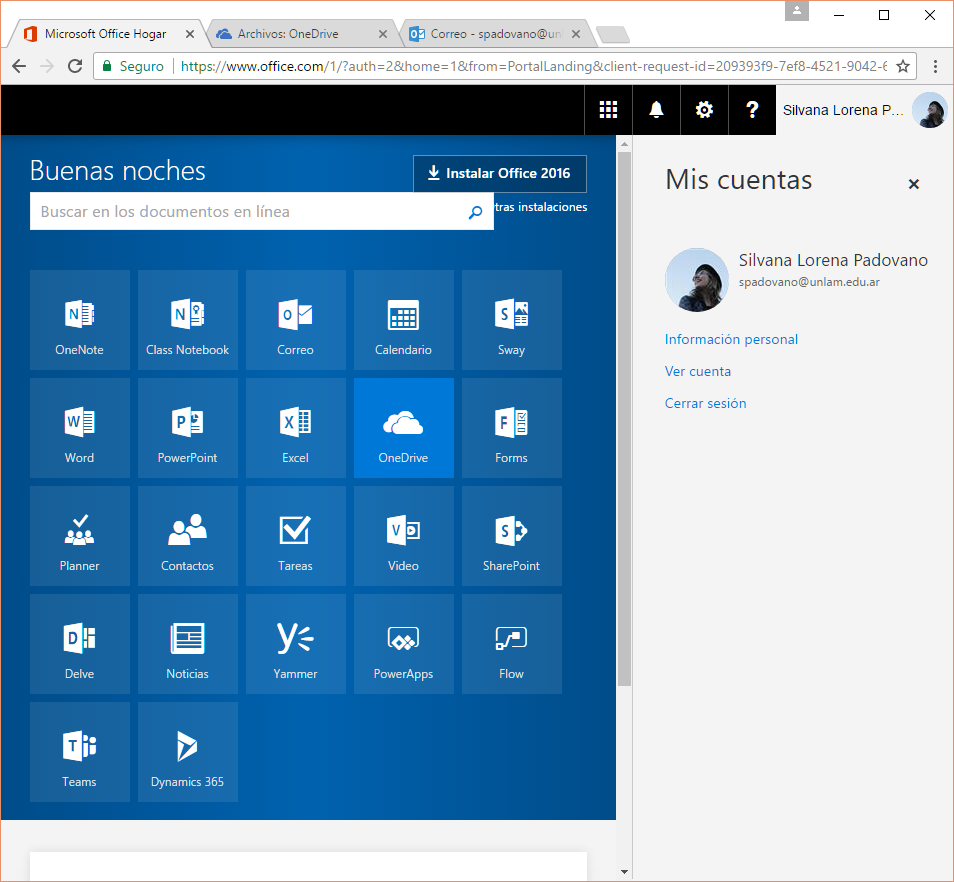 Microsoft Office Hogar
Archivos: OneDrive
Correo - spadovano@un
Seguro
https://www.office.com/1/?auth=2&home=1&from=PortalLanding&client-request-id=209393f9-7ef8-4521-9042-6
?
Silvana Lorena P...
Buenas noches
Instalar Office 2016
Buscar en los documentos en línea
tras instalaciones
Mis cuentas
Silvana Lorena Padovano
spadovano@unlam.edu.ar
Información personal
Ver cuenta
Cerrar sesión
OneNote
Class Notebook
Correo
Calendario
Sway
Word
PowerPoint
Excel
OneDrive
Forms
Planner
Contactos
Tareas
Video
SharePoint
Delve
Noticias
Yammer
PowerApps
Flow
Teams
Dynamics 365